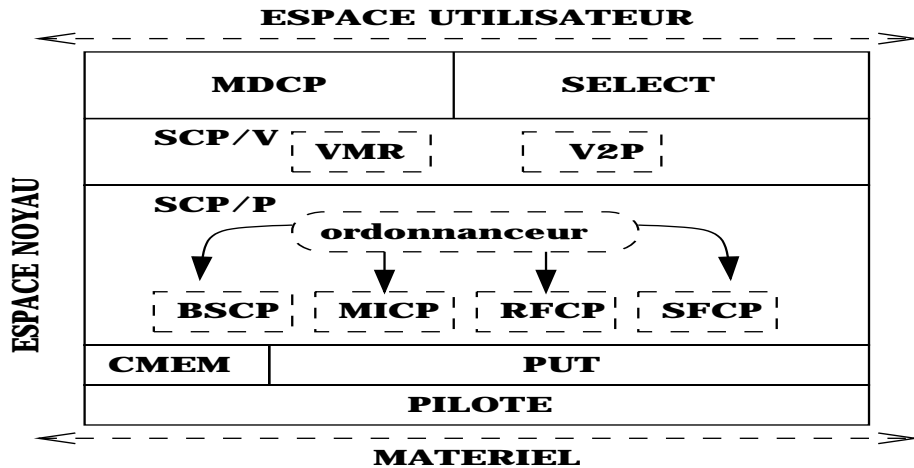 ESPACE UTILISATEUR
MDCP
SELECT
SCP/V
VMR
V2P
ESPACE NOYAU
SCP/P
ordonnanceur
BSCP
MICP
RFCP
SFCP
CMEM
PUT
PILOTE
MATERIEL